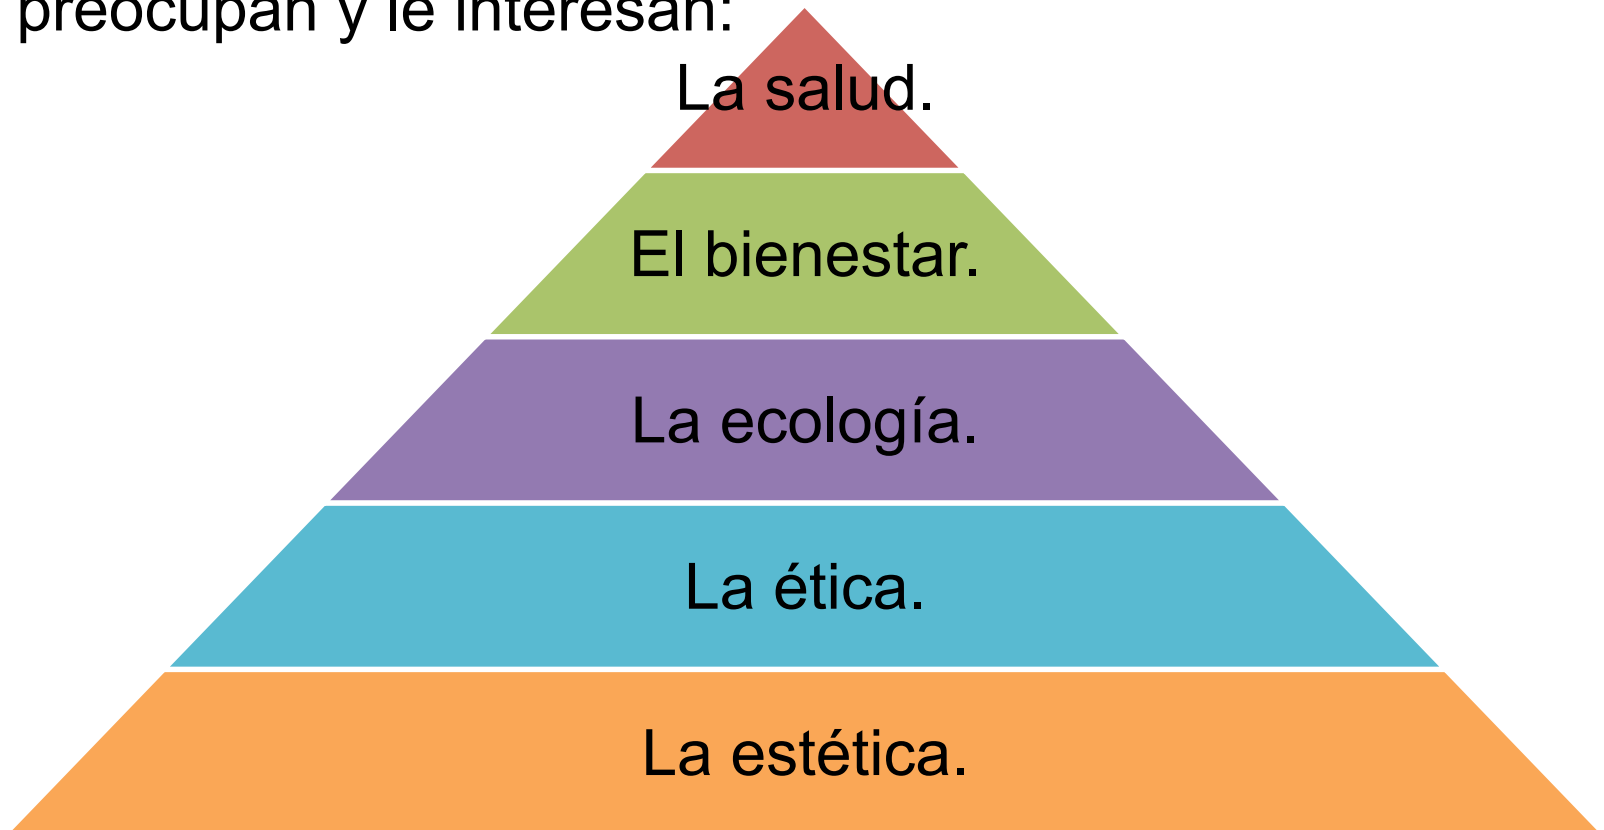 preocupan y le interesan:
La salud.
El bienestar.
La ecología.
La ética.
La estética.